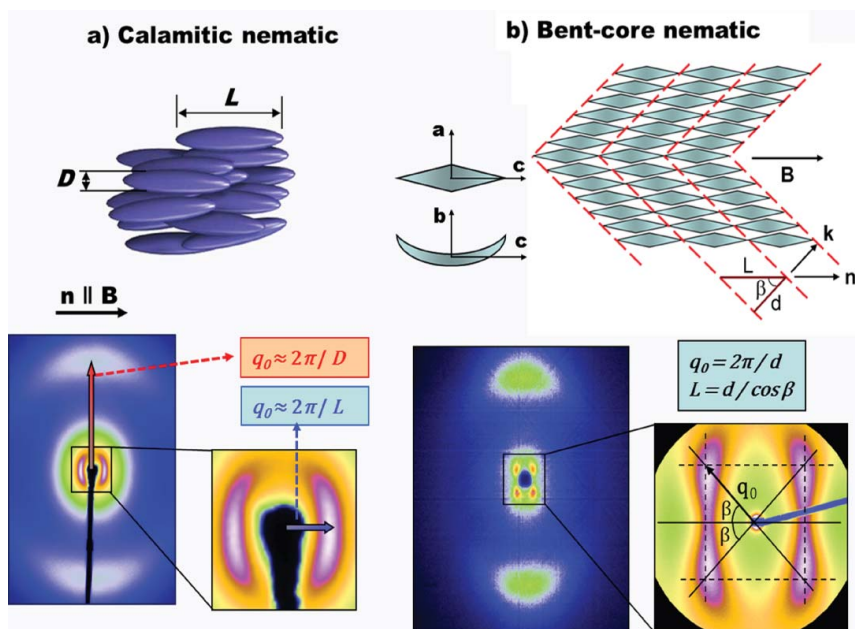 a) Calamitic nematic
L
D
n || B
q₀ ≈ 2π/ D
q₀ ≈ 2π/ L
b) Bent-core nematic
a
c
b
c
B
k
L
n
β
d
q₀ = 2π/ d
L = d / cosβ
q₀
β
β